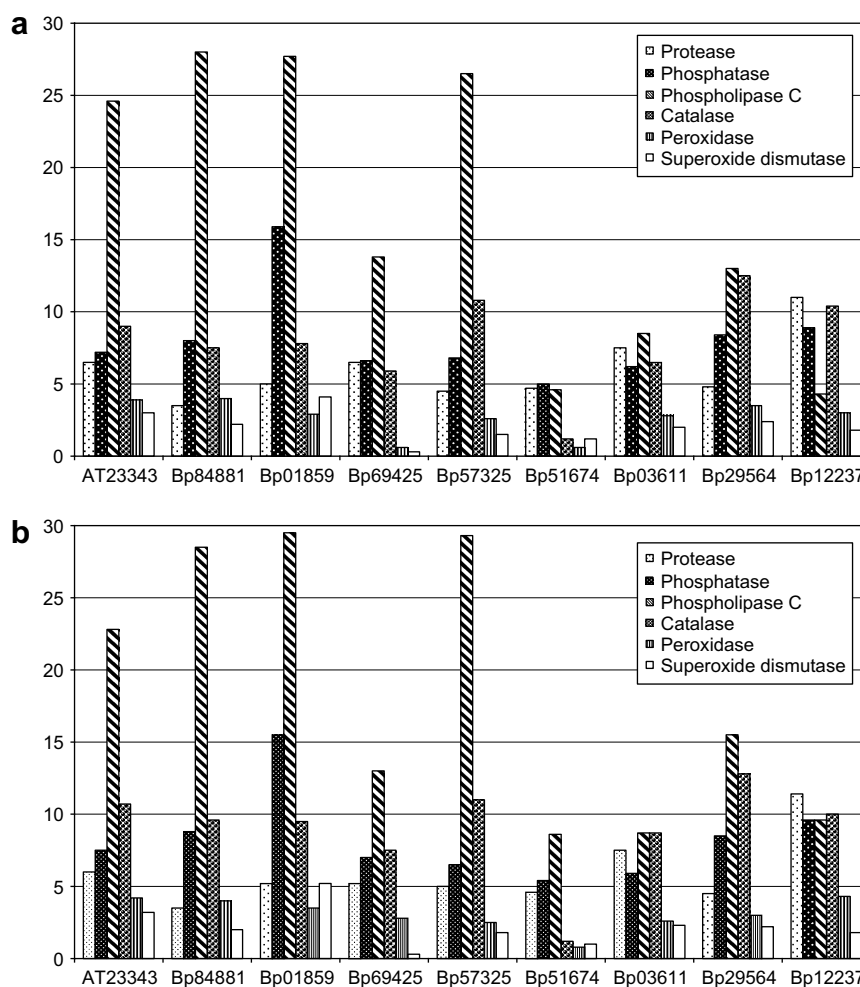 a
30
25
20
15
10
5
0
Protease
Phosphatase
Phospholipase C
Catalase
Peroxidase
Superoxide dismutase
AT23343 Bp84881 Bp01859 Bp69425 Bp57325 Bp51674 Bp03611 Bp29564 Bp12237
b
30
25
20
15
10
5
0
Protease
Phosphatase
Phospholipase C
Catalase
Peroxidase
Superoxide dismutase
AT23343 Bp84881 Bp01859 Bp69425 Bp57325 Bp51674 Bp03611 Bp29564 Bp12237